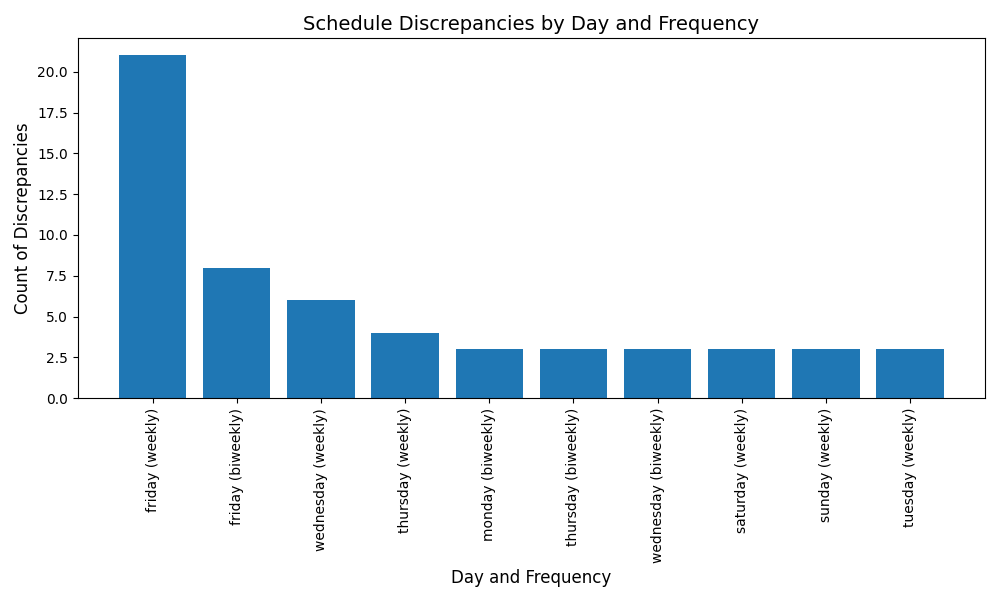 Schedule Discrepancies by Day and Frequency
Count of Discrepancies
20.0
17.5
15.0
12.5
10.0
7.5
5.0
2.5
0.0
friday (weekly)
friday (biweekly)
wednesday (weekly)
thursday (weekly)
monday (biweekly)
thursday (biweekly)
wednesday (biweekly)
saturday (weekly)
sunday (weekly)
tuesday (weekly)
Day and Frequency